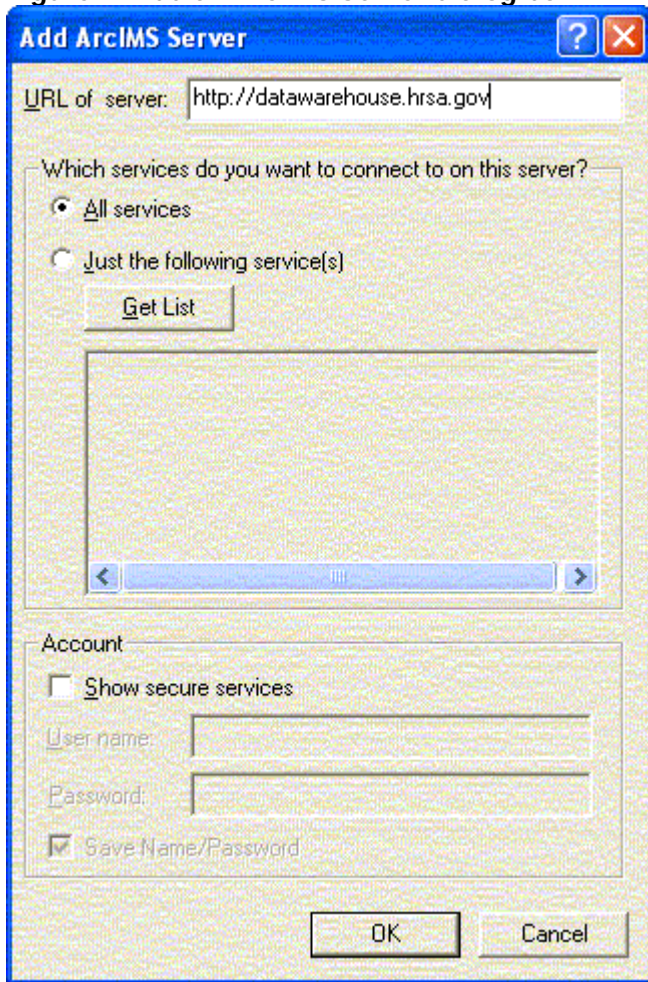 Add ArcIMS Server
URL of server: http://datawarehouse.hrsa.gov
Which services do you want to connect to on this server?
All services
Just the following service(s)
Get List
Account
Show secure services
User name:
Password:
Save Name/Password
OK Cancel